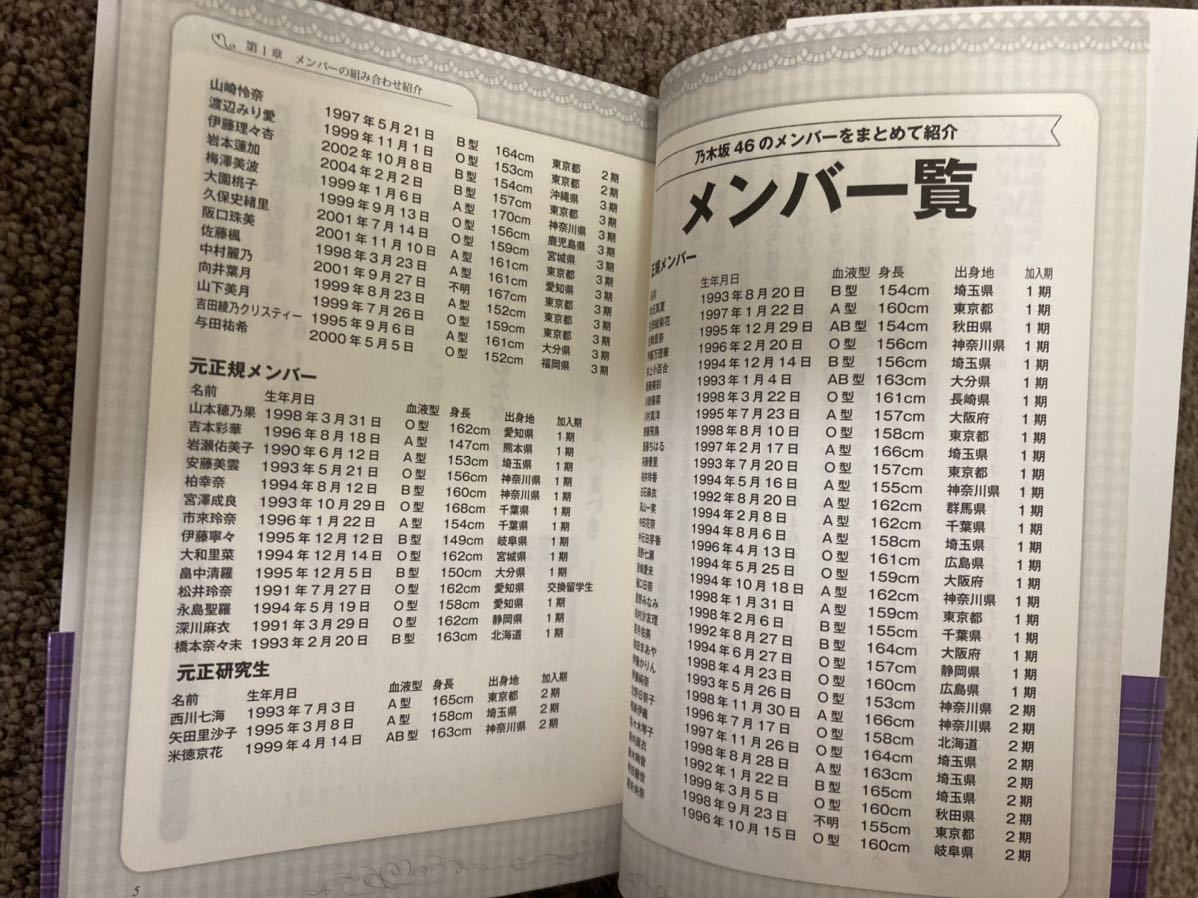 乃木坂46のメンバーをまとめて紹介
メンバー覧
正規メンバー
生年月日 血液型 身長 出身地 加入期
1993年8月20日 B型 154cm 埼玉県 1期
1997年1月22日 A型 160cm 東京都 1期
1995年12月29日 AB型 154cm 秋田県 1期
1996年2月20日 O型 156cm 神奈川県 1期
1994年12月14日 B型 156cm 埼玉県 1期
1993年1月4日 AB型 163cm 大分県 1期
1998年3月22日 O型 161cm 長崎県 1期
1995年7月23日 A型 157cm 大阪府 1期
1998年8月10日 O型 158cm 東京都 1期
1997年2月17日 A型 166cm 埼玉県 1期
1993年7月20日 O型 157cm 東京都 1期
1994年5月16日 A型 155cm 神奈川県 1期
1992年8月20日 A型 162cm 群馬県 1期
1994年2月8日 A型 162cm 千葉県 1期
1994年8月6日 A型 158cm 埼玉県 1期
1996年4月13日 O型 161cm 広島県 1期
1994年5月25日 O型 159cm 大阪府 1期
1994年10月18日 A型 162cm 神奈川県 1期
1998年1月31日 A型 159cm 東京都 1期
1998年2月6日 B型 155cm 千葉県 1期
1992年8月27日 B型 164cm 大阪府 1期
1994年6月27日 O型 157cm 静岡県 1期
1998年4月23日 O型 160cm 広島県 1期
1993年5月26日 O型 153cm 神奈川県 2期
1998年11月30日 A型 166cm 神奈川県 2期
1996年7月17日 O型 158cm 北海道 2期
1997年11月26日 O型 164cm 埼玉県 2期
1998年8月28日 A型 163cm 埼玉県 2期
1992年1月22日 B型 165cm 埼玉県 2期
1999年3月5日 O型 160cm 秋田県 2期
1998年9月23日 不明 155cm 東京都 2期
1996年10月15日 O型 160cm 岐阜県 2期
第1章 メンバーの組み合わせ紹介
山崎怜奈 1997年5月21日 B型 164cm 東京都 2期
渡辺みり愛 1999年11月1日 O型 153cm 東京都 2期
伊藤理々杏 2002年10月8日 B型 154cm 沖縄県 3期
岩本蓮加 2004年2月2日 B型 157cm 東京都 3期
梅澤美波 1999年1月6日 A型 170cm 神奈川県 3期
大園桃子 1999年9月13日 O型 156cm 鹿児島県 3期
久保史緒里 2001年7月14日 O型 159cm 宮城県 3期
阪口珠美 2001年11月10日 A型 161cm 東京都 3期
佐藤楓 1998年3月23日 A型 161cm 愛知県 3期
中村麗乃 2001年9月27日 不明 167cm 東京都 3期
向井葉月 1999年8月23日 A型 152cm 東京都 3期
山下美月 1999年7月26日 O型 159cm 東京都 3期
吉田綾乃クリスティー 1995年9月6日 A型 161cm 大分県 3期
与田祐希 2000年5月5日 O型 152cm 福岡県 3期
元正規メンバー
名前 生年月日 血液型 身長 出身地 加入期
山本穂乃果 1998年3月31日 O型 162cm 愛知県 1期
吉本彩華 1996年8月18日 A型 147cm 熊本県 1期
岩瀬佑美子 1990年6月12日 A型 153cm 埼玉県 1期
安藤美雲 1993年5月21日 O型 156cm 神奈川県 1期
柏幸奈 1994年8月12日 B型 160cm 神奈川県 1期
宮澤成良 1993年10月29日 O型 168cm 千葉県 1期
市來玲奈 1996年1月22日 A型 154cm 千葉県 1期
伊藤寧々 1995年12月12日 B型 149cm 岐阜県 1期
大和里菜 1994年12月14日 O型 162cm 宮城県 1期
畠中清羅 1995年12月5日 B型 150cm 大分県 1期
松井玲奈 1991年7月27日 O型 162cm 愛知県 交換留学生
永島聖羅 1994年5月19日 O型 158cm 愛知県 1期
深川麻衣 1991年3月29日 O型 162cm 静岡県 1期
橋本奈々未 1993年2月20日 B型 163cm 北海道 1期
元正研究生
名前 生年月日 血液型 身長 出身地 加入期
西川七海 1993年7月3日 A型 165cm 東京都 2期
矢田里沙子 1995年3月8日 A型 158cm 埼玉県 2期
米徳京花 1999年4月14日 AB型 163cm 神奈川県 2期
5